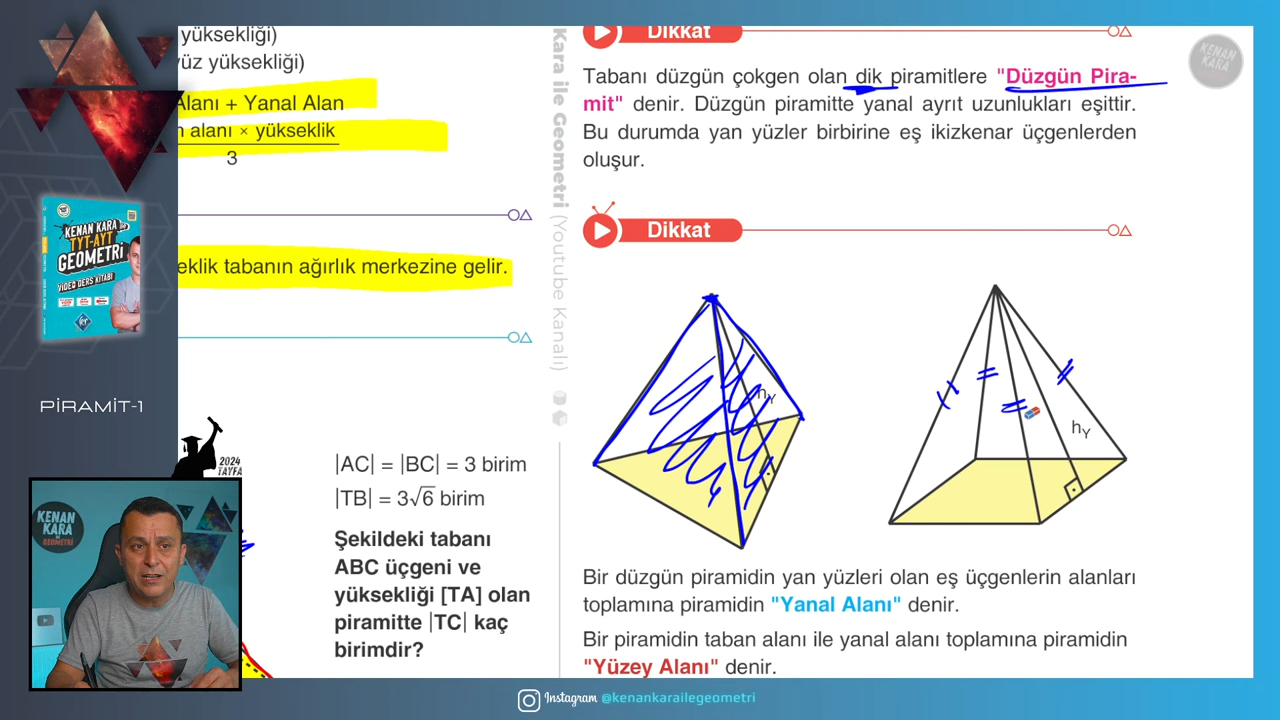 yüksekliği)
yüz yüksekliği)
Alanı + Yanal Alan
alanı × yükseklik
3
tabanın ağırlık merkezine gelir.
KENAN KARA ile
TYT-AYT
GEOMETRİ
VİDEO DERS KİTABI
PİRAMİT-1
2024
TAYFA
|AC| = |BC| = 3 birim
|TB| = 3√6 birim
Şekildeki tabanı
ABC üçgeni ve
yüksekliği [TA] olan
piramitte |TC| kaç
birimdir?
KENAN
KARA
ile
GEOMETRİ
Kara ile Geometri (Youtube Kanalı)
Dikkat
Tabanı düzgün çokgen olan dik piramitlere "Düzgün Pira-
mit" denir. Düzgün piramitte yanal ayrıt uzunlukları eşittir.
Bu durumda yan yüzler birbirine eş ikizkenar üçgenlerden
oluşur.
Dikkat
hY
hY
Bir düzgün piramidin yan yüzleri olan eş üçgenlerin alanları
toplamına piramidin "Yanal Alanı" denir.
Bir piramidin taban alanı ile yanal alanı toplamına piramidin
"Yüzey Alanı" denir.
KENAN
KARA
Instagram @kenankarailegeometri